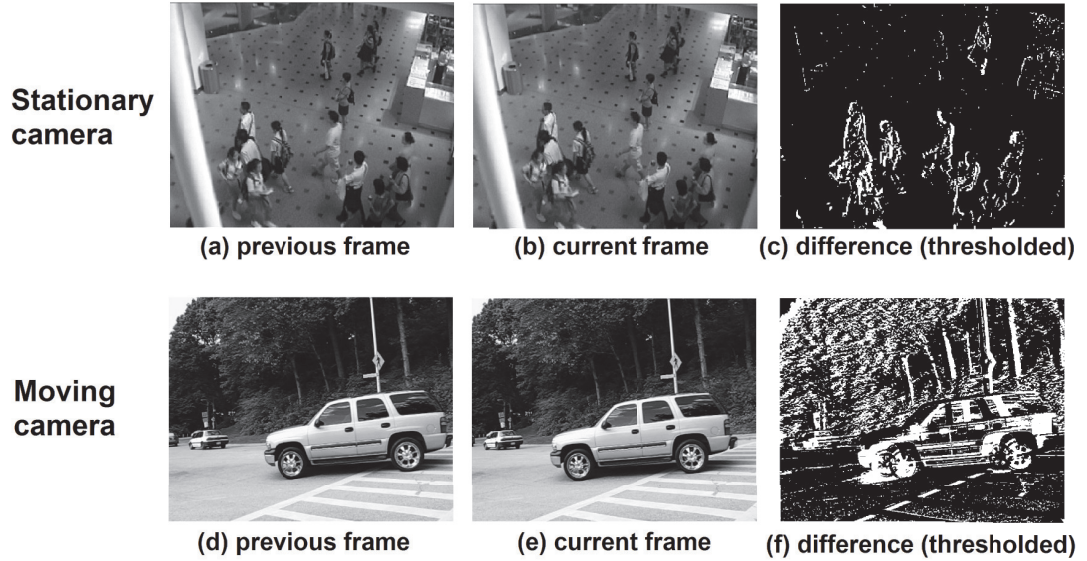 Stationary
camera
(a) previous frame
(b) current frame
(c) difference (thresholded)
Moving
camera
(d) previous frame
(e) current frame
(f) difference (thresholded)